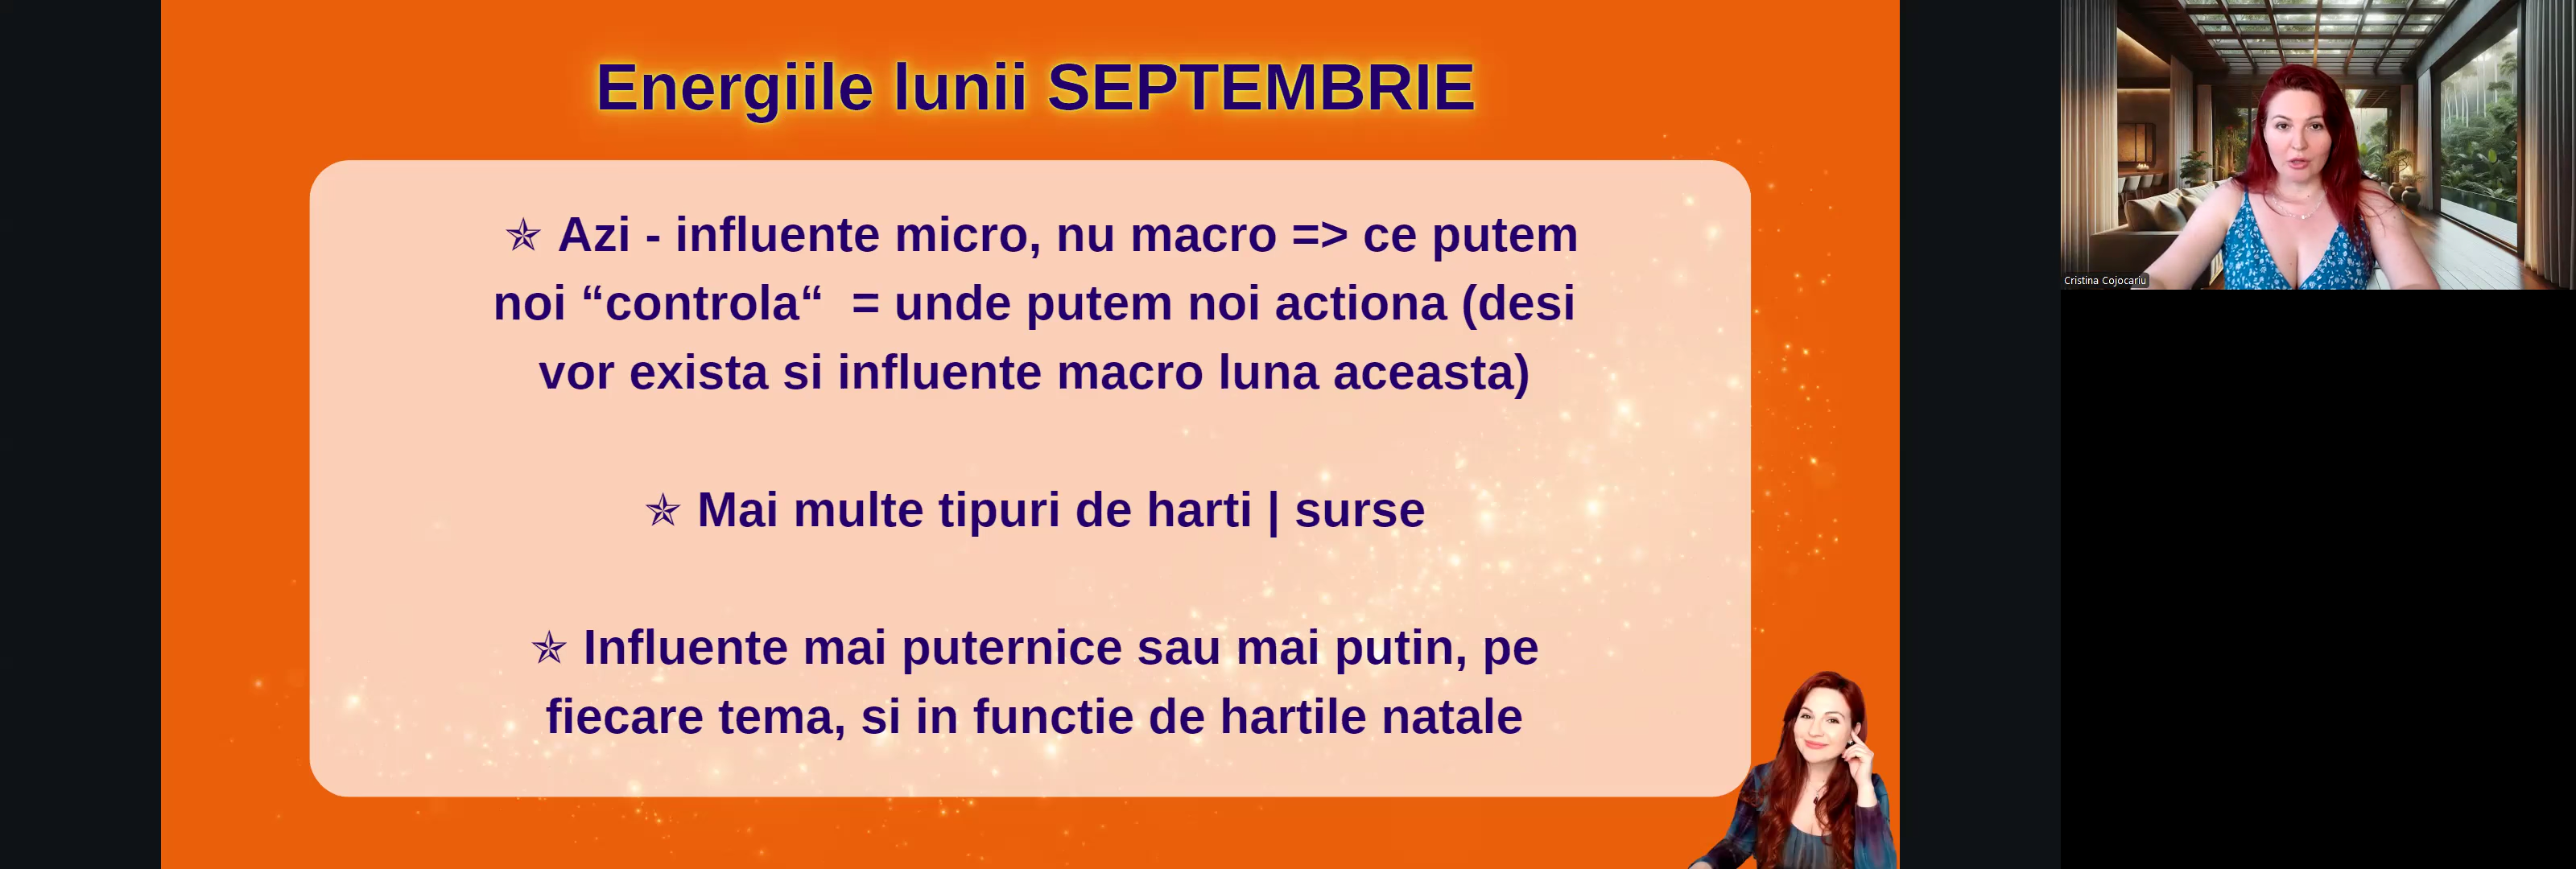 Energiile lunii SEPTEMBRIE
✯ Azi - influente micro, nu macro => ce putem
noi “controla“  = unde putem noi actiona (desi
vor exista si influente macro luna aceasta)
✯ Mai multe tipuri de harti | surse
✯ Influente mai puternice sau mai putin, pe
fiecare tema, si in functie de hartile natale
Cristina Cojocariu